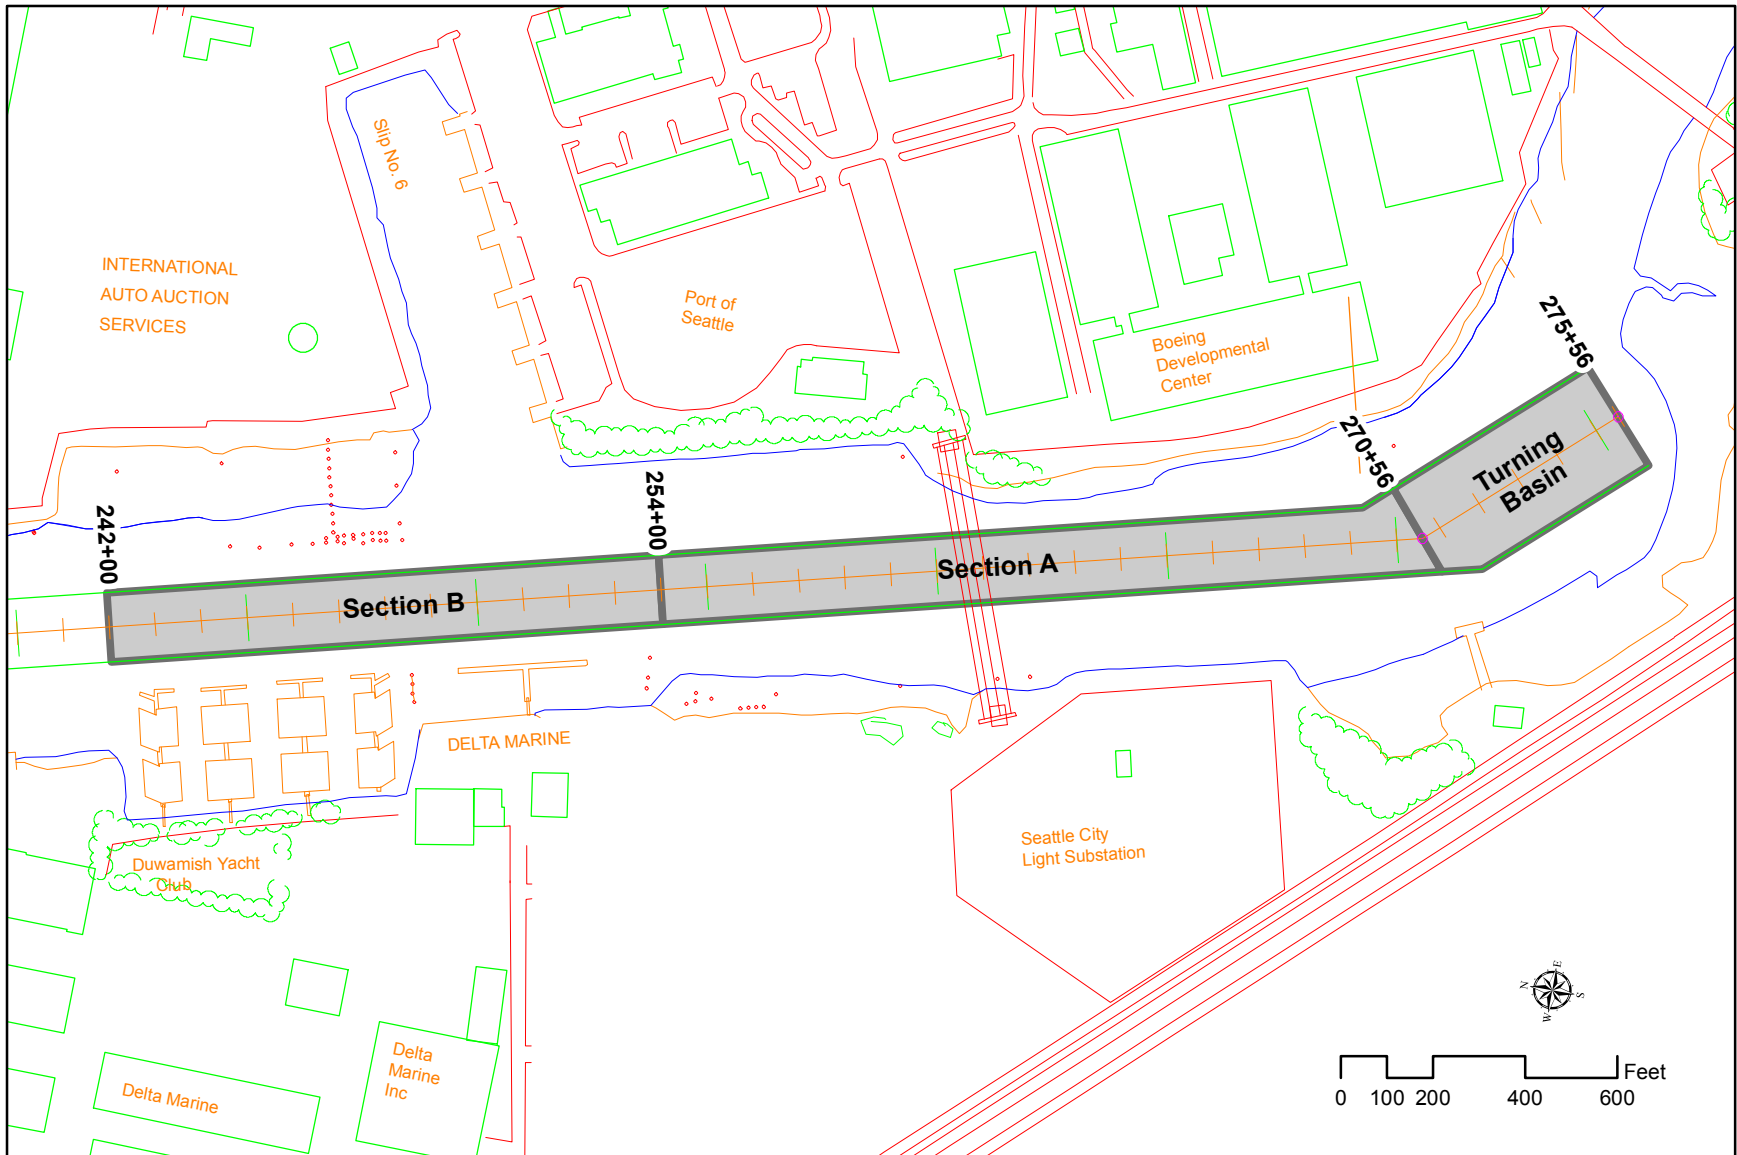 Slip No. 6
INTERNATIONAL
AUTO AUCTION
SERVICES
Port of
Seattle
Boeing
Developmental
Center
275+56
270+56
254+00
242+00
Turning
Basin
Section A
Section B
DELTA MARINE
Duwamish Yacht
Club
Seattle City
Light Substation
Delta
Marine
Inc
Delta Marine
N
E
S
W
Feet
0 100 200 400 600